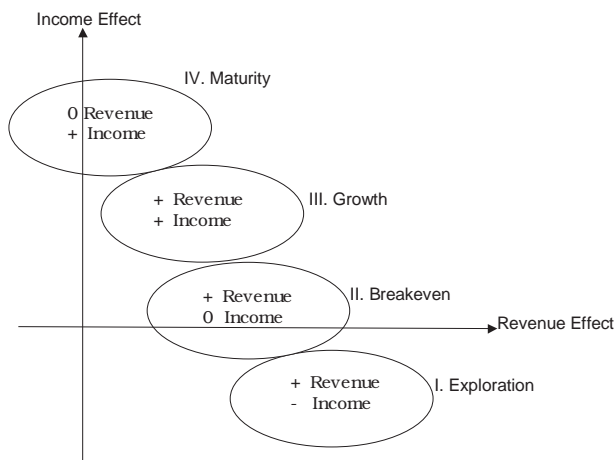 Income Effect
IV. Maturity
0 Revenue
+ Income
+ Revenue
+ Income
III. Growth
+ Revenue
0 Income
II. Breakeven
Revenue Effect
+ Revenue
- Income
I. Exploration